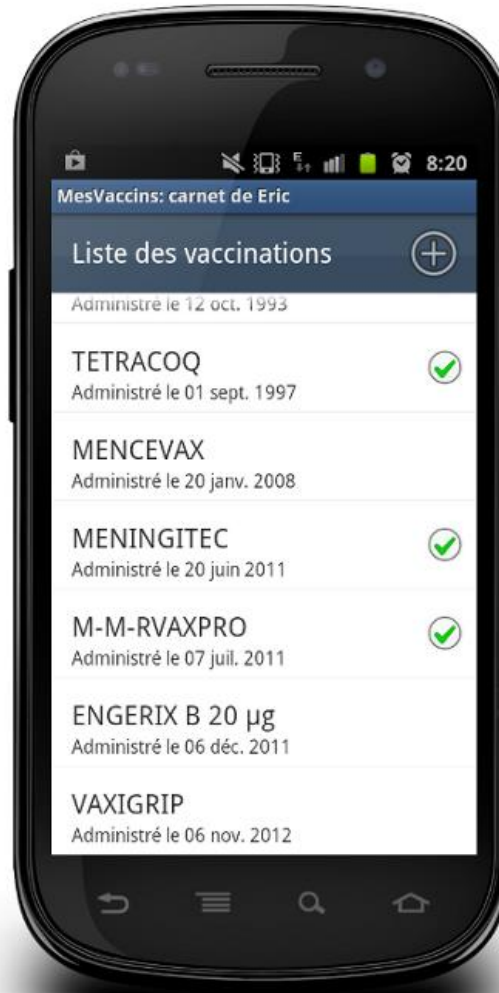 8:20
MesVaccins: carnet de Eric
Liste des vaccinations
Administré le 12 oct. 1993
TETRACOQ
Administré le 01 sept. 1997
MENCEVAX
Administré le 20 janv. 2008
MENINGITEC
Administré le 20 juin 2011
M-M-RVAXPRO
Administré le 07 juil. 2011
ENGERIX B 20 µg
Administré le 06 déc. 2011
VAXIGRIP
Administré le 06 nov. 2012